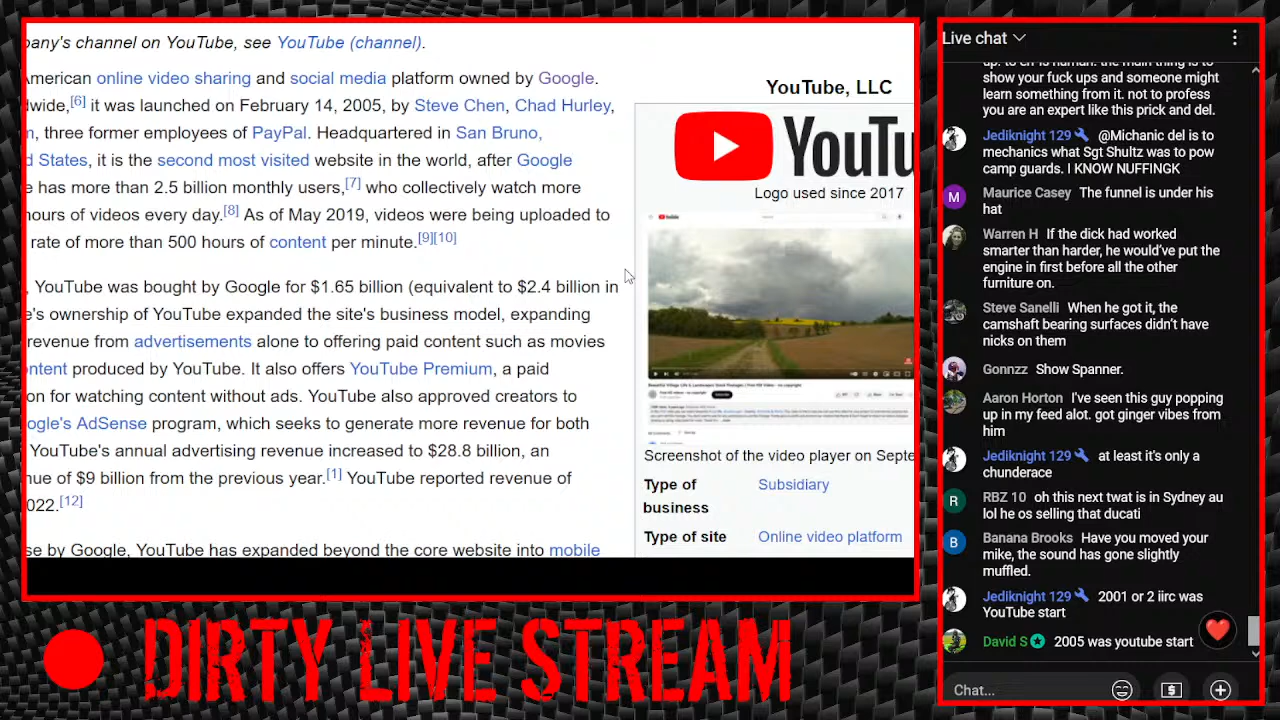 pany's channel on YouTube, see YouTube (channel).
American online video sharing and social media platform owned by Google.
dwide,[6] it was launched on February 14, 2005, by Steve Chen, Chad Hurley,
m, three former employees of PayPal. Headquartered in San Bruno,
d States, it is the second most visited website in the world, after Google
e has more than 2.5 billion monthly users,[7] who collectively watch more
hours of videos every day.[8] As of May 2019, videos were being uploaded to
rate of more than 500 hours of content per minute.[9][10]
YouTube was bought by Google for $1.65 billion (equivalent to $2.4 billion in
e's ownership of YouTube expanded the site's business model, expanding
revenue from advertisements alone to offering paid content such as movies
ntent produced by YouTube. It also offers YouTube Premium, a paid
on for watching content without ads. YouTube also approved creators to
ogle's AdSense program, which seeks to generate more revenue for both
YouTube's annual advertising revenue increased to $28.8 billion, an
nue of $9 billion from the previous year.[1] YouTube reported revenue of
022.[12]
se by Google, YouTube has expanded beyond the core website into mobile
YouTube, LLC
YouTu
Logo used since 2017
Screenshot of the video player on Septe
Type of business
Subsidiary
Type of site
Online video platform
DIRTY LIVE STREAM
Live chat
up. to err is human. the main thing is to
show your fuck ups and someone might
learn something from it. not to profess
you are an expert like this prick and del.
JedIknight 129 @Michanic del is to
mechanics what Sgt Shultz was to pow
camp guards. I KNOW NUFFINGK
M
Maurice Casey The funnel is under his
hat
Warren H If the dick had worked
smarter than harder, he would've put the
engine in first before all the other
furniture on.
Steve Sanelli When he got it, the
camshaft bearing surfaces didn't have
nicks on them
Gonnzz Show Spanner.
Aaron Horton I've seen this guy popping
up in my feed also. Never seen subs from
him
JedIknight 129 at least it's only a
chunderace
R
RBZ 10 oh this next twat is in Sydney au
lol he os selling that ducati
B
Banana Brooks Have you moved your
mike, the sound has gone slightly
muffled.
JedIknight 129 2001 or 2 iirc was
YouTube start
David S 2005 was youtube start
Chat...